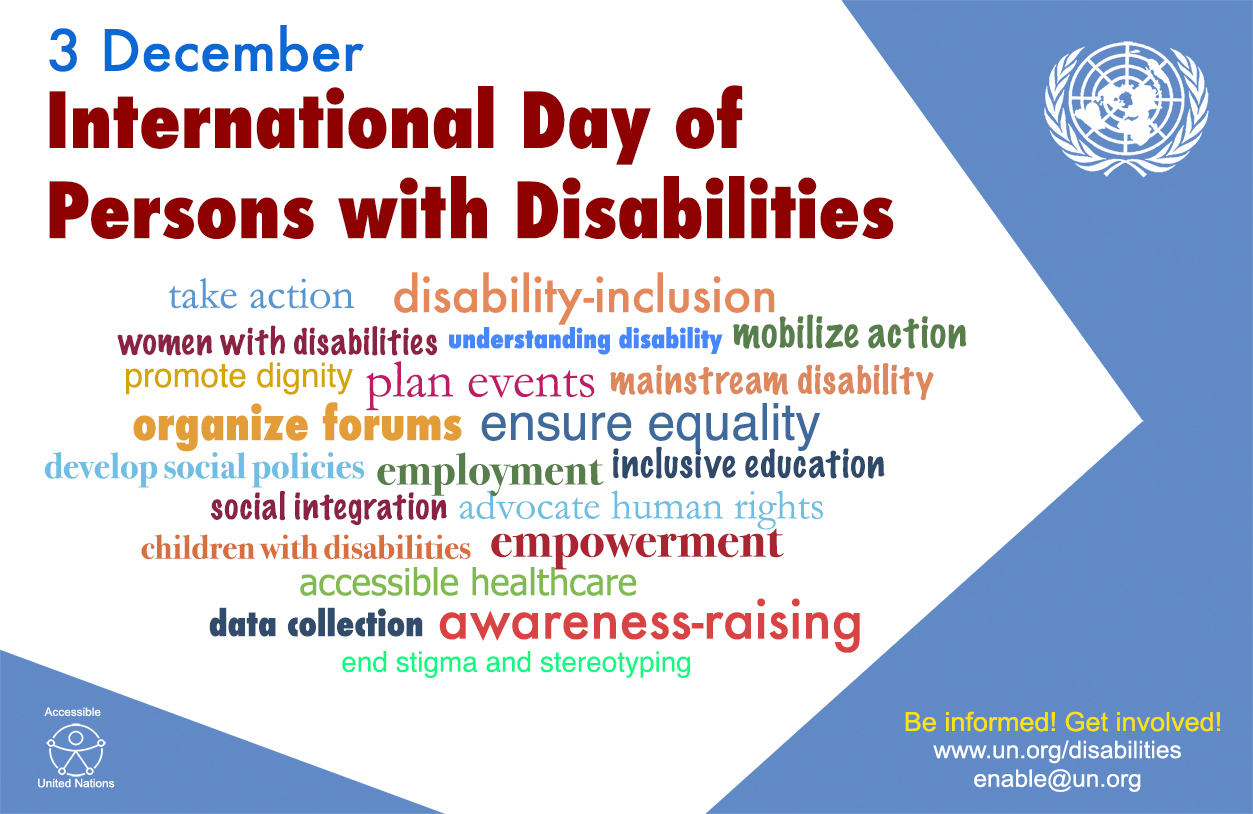 3 December
International Day of
Persons with Disabilities
take action disability-inclusion
women with disabilities understanding disability mobilize action
promote dignity plan events mainstream disability
organize forums ensure equality
develop social policies employment inclusive education
social integration advocate human rights
children with disabilities empowerment
accessible healthcare
data collection awareness-raising
end stigma and stereotyping
Accessible
United Nations
Be informed! Get involved!
www.un.org/disabilities
enable@un.org